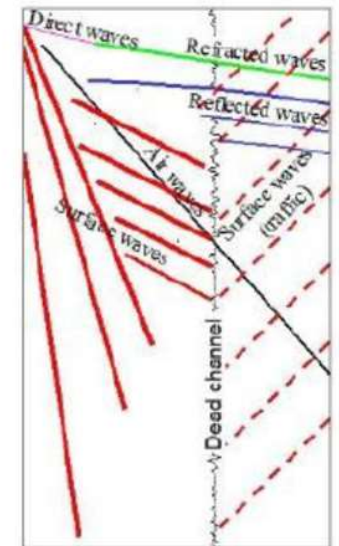 Direct waves
Refracted waves
Reflected waves
Air waves
Surface waves
(traffic)
Surface waves
Dead channel